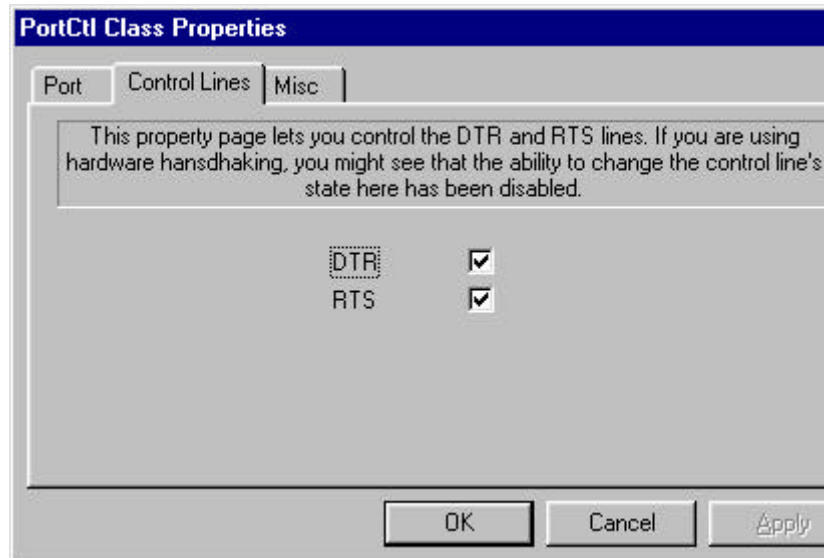 PortCtl Class Properties
Port Control Lines Misc
This property page lets you control the DTR and RTS lines. If you are using
hardware hansdhaking, you might see that the ability to change the control line's
state here has been disabled.
DTR
RTS
OK Cancel Apply